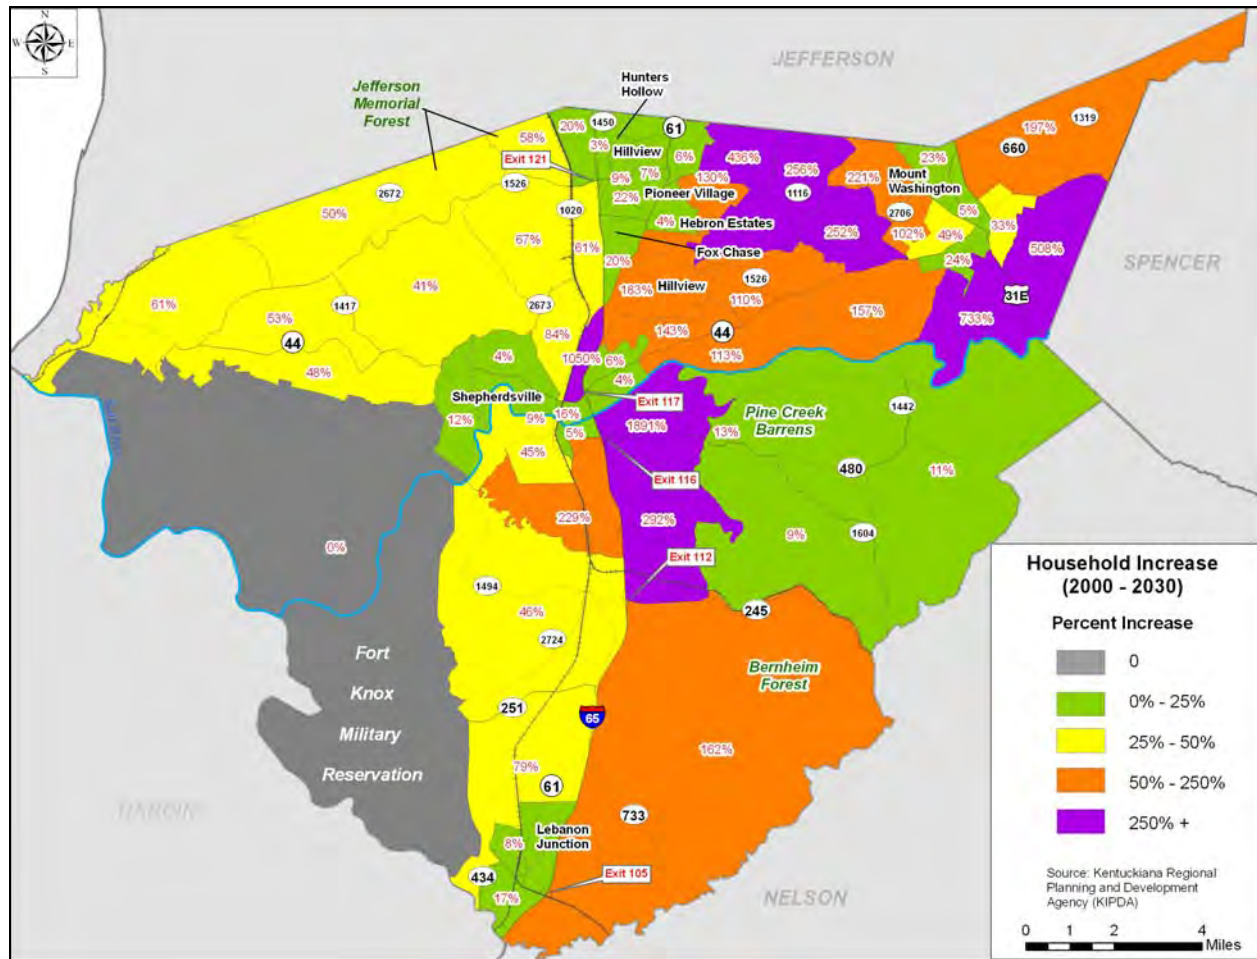 N
W E
S
JEFFERSON
Hunters
Hollow
Jefferson
Memorial
Forest
20%
1450
61
58%
3%
Hillview
6%
436%
256%
221%
Mount
Washington
23%
197%
1319
660
Exit 121
9%
7%
130%
22%
Pioneer Village
1116
2672
1526
50%
1020
4%
Hebron Estates
2706
5%
33%
67%
61%
252%
102%
49%
508%
Fox Chase
24%
SPENCER
20%
Hillview
1526
183%
110%
31E
61%
53%
1417
41%
2673
157%
733%
44
84%
143%
44
48%
4%
1050%
6%
113%
4%
Shepherdsville
Exit 117
1442
12%
9%
16%
Pine Creek
Barrens
5%
1891%
13%
45%
480
11%
Exit 116
229%
292%
9%
1604
0%
Exit 112
1494
46%
245
2724
Fort
Knox
Military
Reservation
Bernheim
Forest
251
65
162%
79%
61
HARDIN
733
Lebanon
Junction
8%
434
Exit 105
17%
NELSON
Household Increase
(2000 - 2030)
Percent Increase
0
0% - 25%
25% - 50%
50% - 250%
250% +
Source: Kentuckiana Regional
Planning and Development
Agency (KIPDA)
0 1 2 4
Miles